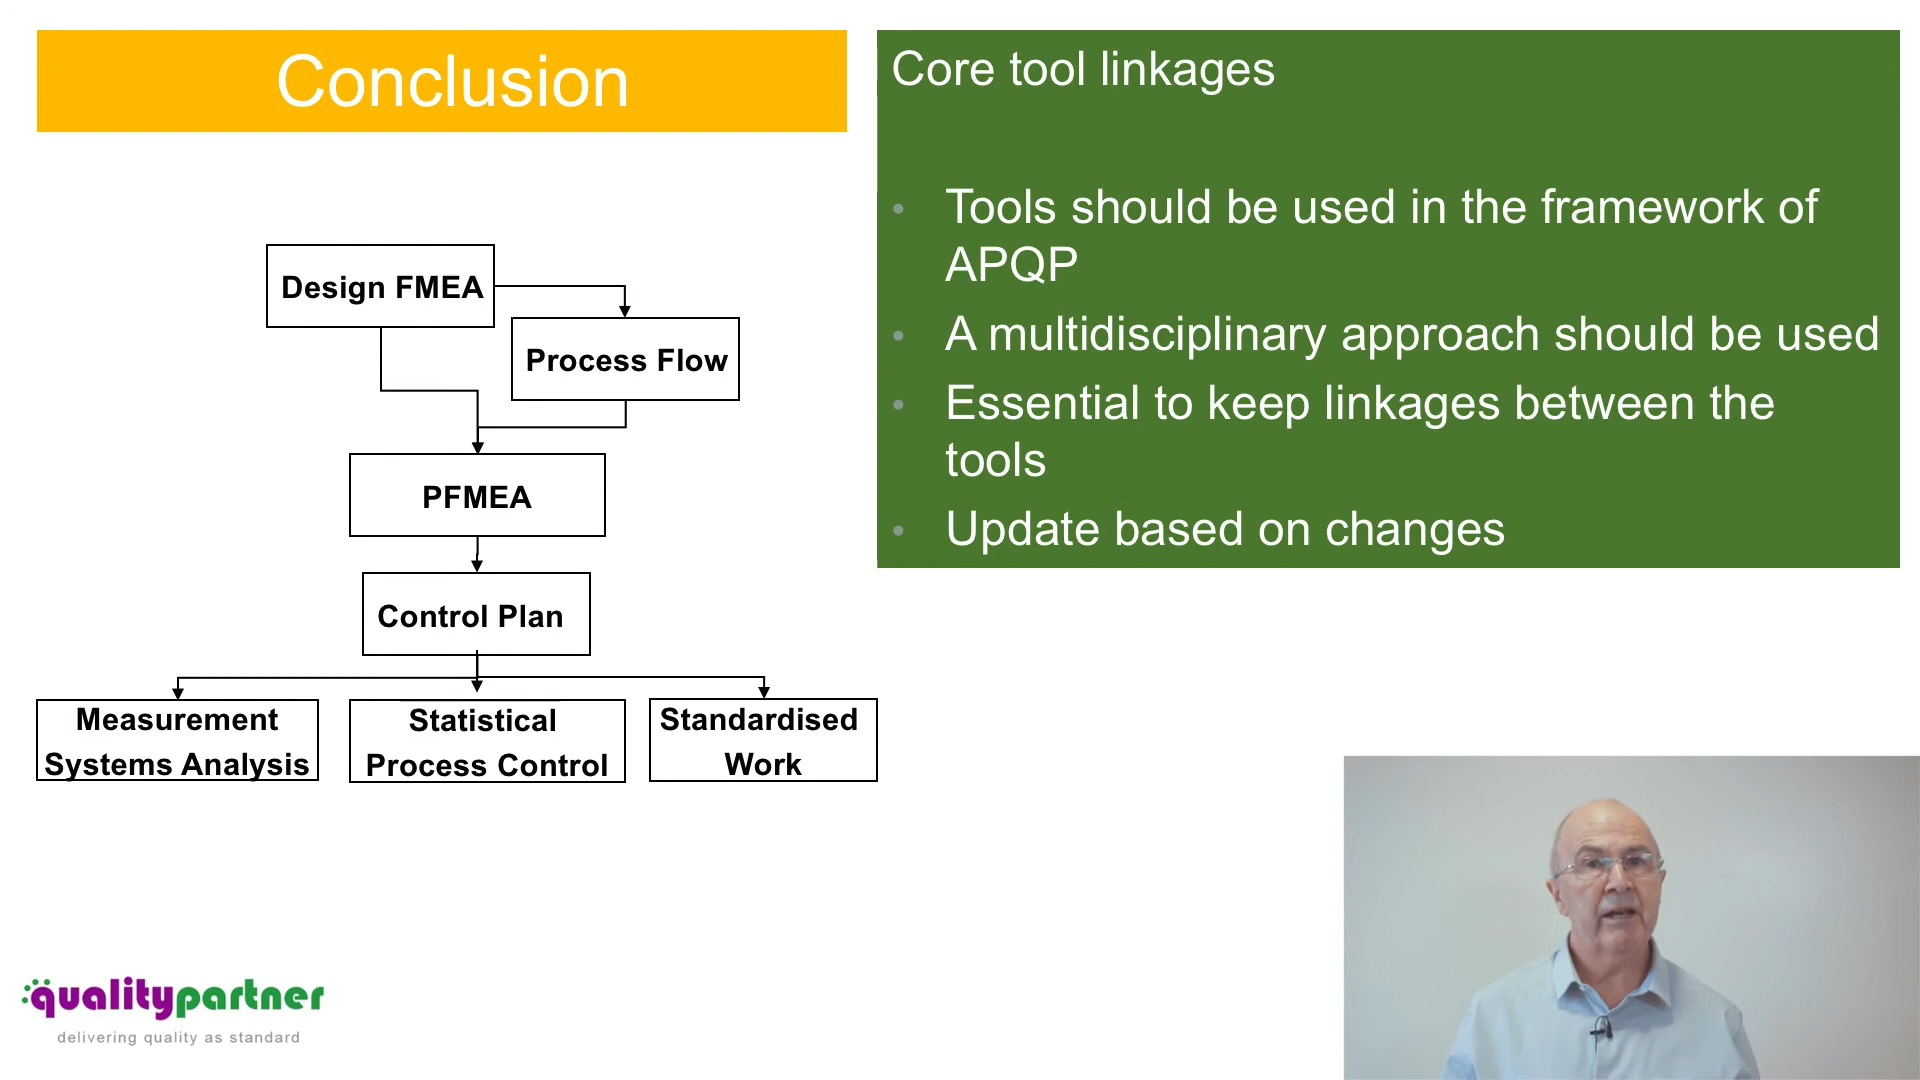 Conclusion
Core tool linkages
• Tools should be used in the framework of
APQP
• A multidisciplinary approach should be used
• Essential to keep linkages between the
tools
• Update based on changes
Design FMEA
Process Flow
PFMEA
Control Plan
Measurement
Systems Analysis
Statistical
Process Control
Standardised
Work
qualitypartner
delivering quality as standard